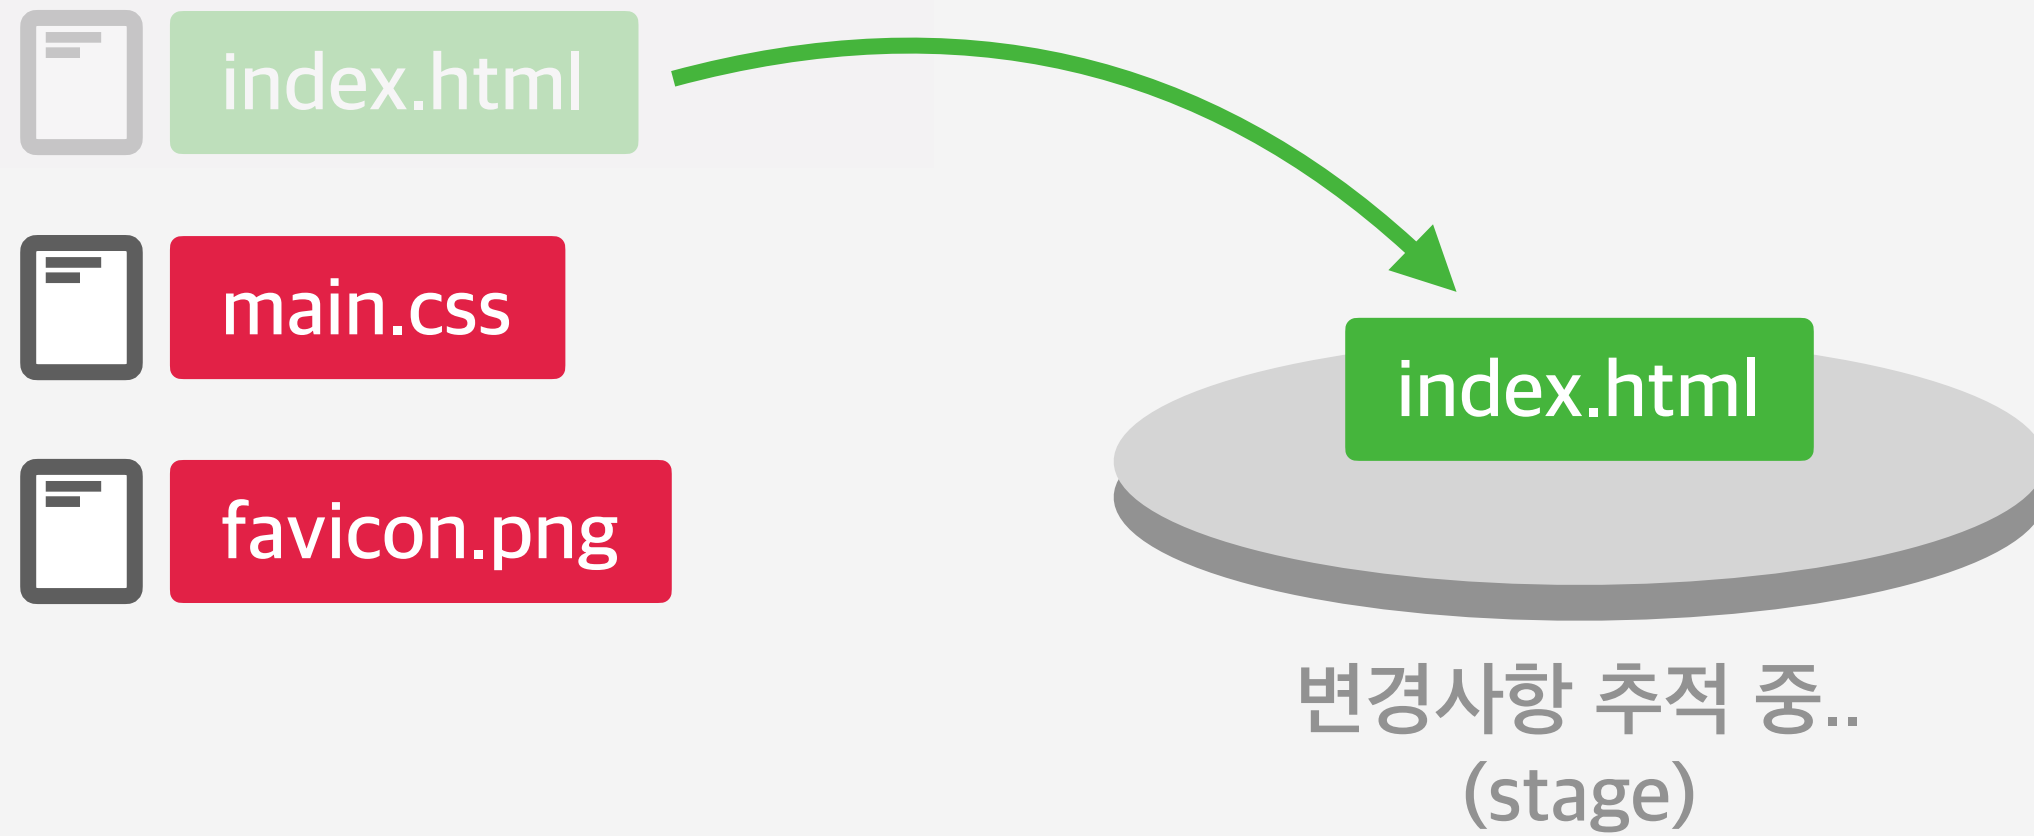 index.html
main.css
favicon.png
index.html
변경사항 추적 중..
(stage)